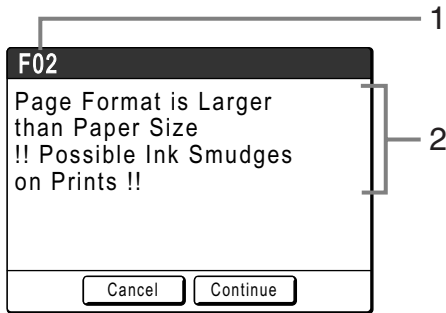 1
F02
Page Format is Larger
than Paper Size
!! Possible Ink Smudges
on Prints !!
2
Cancel Continue